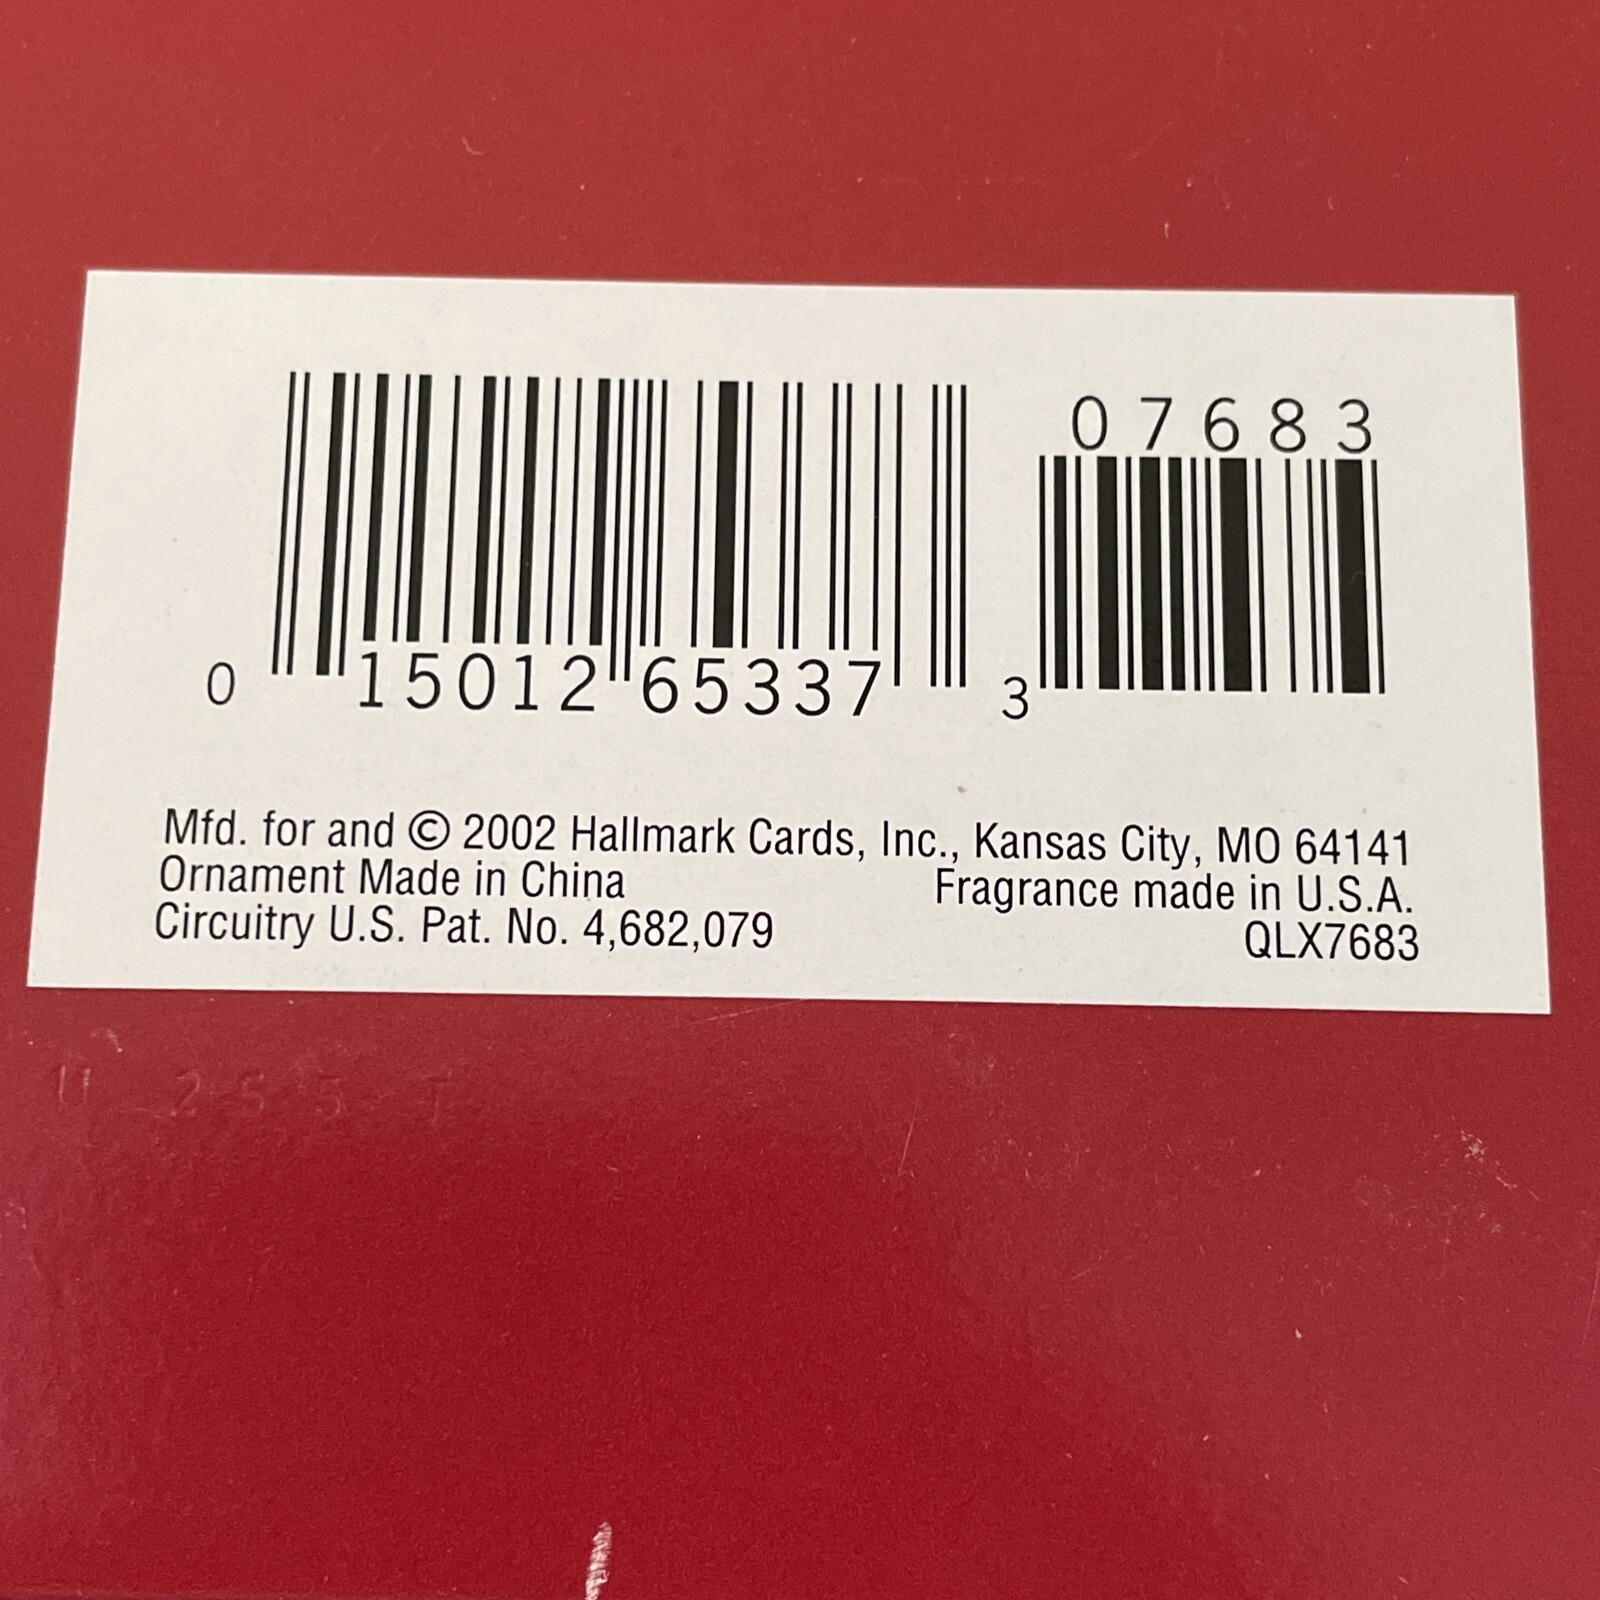 07683
0 15012 65337 3
Mfd. for and © 2002 Hallmark Cards, Inc., Kansas City, MO 64141
Ornament Made in China Fragrance made in U.S.A.
Circuitry U.S. Pat. No. 4,682,079 QLX7683
U 255 T